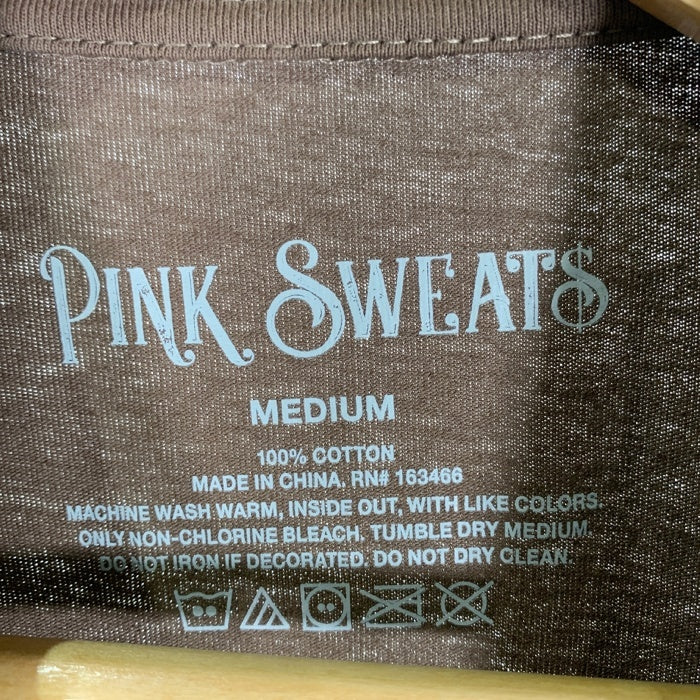 PINK SWEAT$
MEDIUM
100% COTTON
MADE IN CHINA. RN# 163466
MACHINE WASH WARM, INSIDE OUT, WITH LIKE COLORS.
ONLY NON-CHLORINE BLEACH. TUMBLE DRY MEDIUM.
DO NOT IRON IF DECORATED. DO NOT DRY CLEAN.